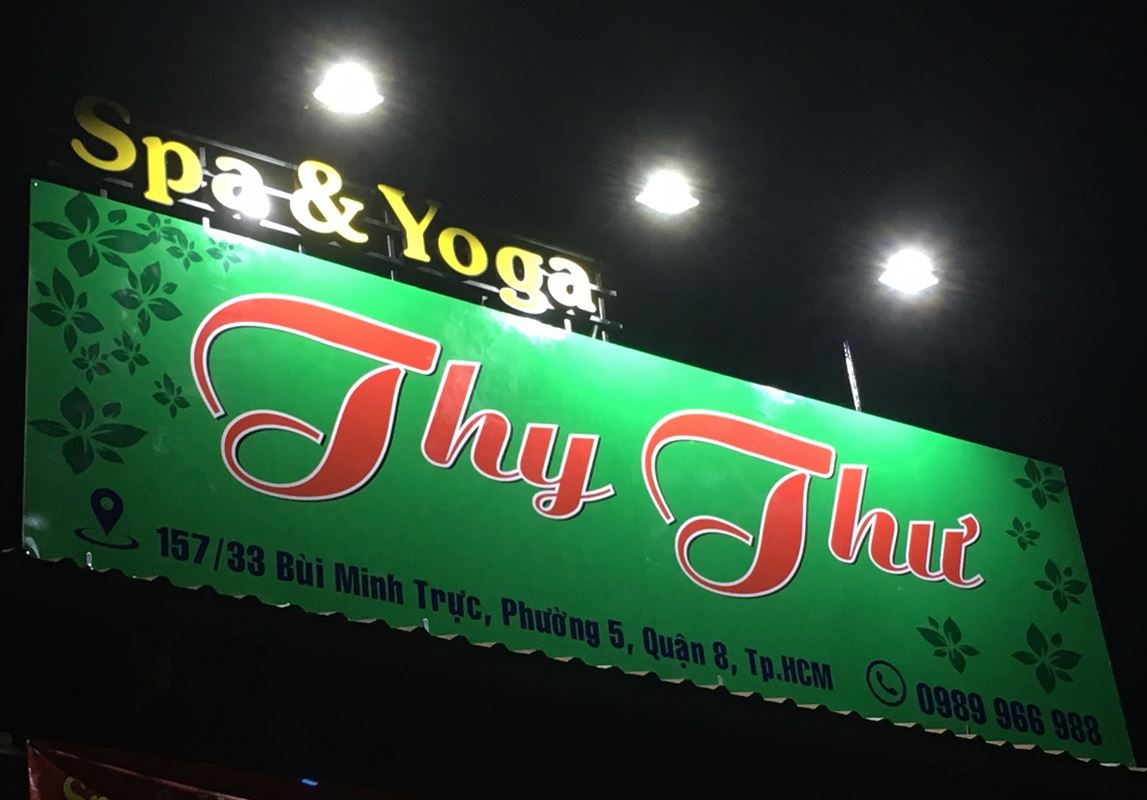 Spa & Yoga
Thy Thư
157/33 Bùi Minh Trực, Phường 5, Quận 8, Tp.HCM
0989 966 988